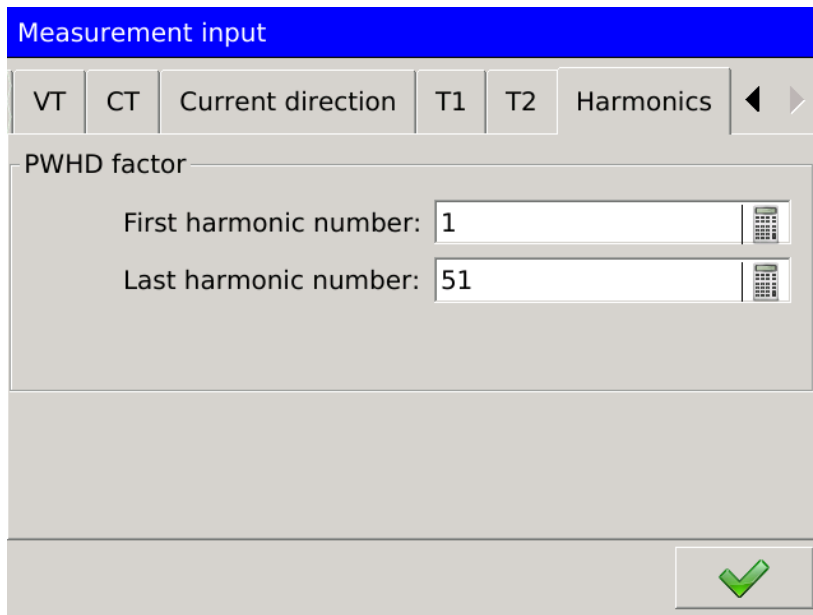 Measurement input
VT CT Current direction T1 T2 Harmonics
PWHD factor
First harmonic number: 1
Last harmonic number: 51